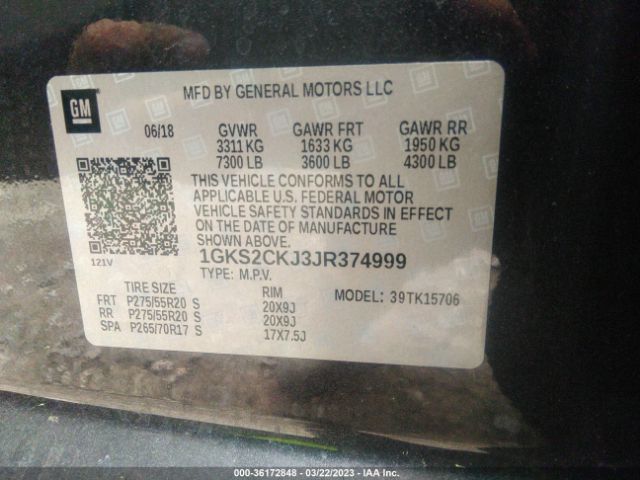 GM
MFD BY GENERAL MOTORS LLC
06/18 GVWR GAWR FRT GAWR RR
3311 KG 1633 KG 1950 KG
7300 LB 3600 LB 4300 LB
THIS VEHICLE CONFORMS TO ALL
APPLICABLE U.S. FEDERAL MOTOR
VEHICLE SAFETY STANDARDS IN EFFECT
ON THE DATE OF MANUFACTURE
SHOWN ABOVE.
121V
1GKS2CKJ3JR374999
TYPE: M.P.V.
TIRE SIZE RIM MODEL: 39TK15706
FRT P275/55R20 S 20X9J
RR P275/55R20 S 20X9J
SPA P265/70R17 S 17X7.5J
000-36172848 - 03/22/2023 - IAA Inc.